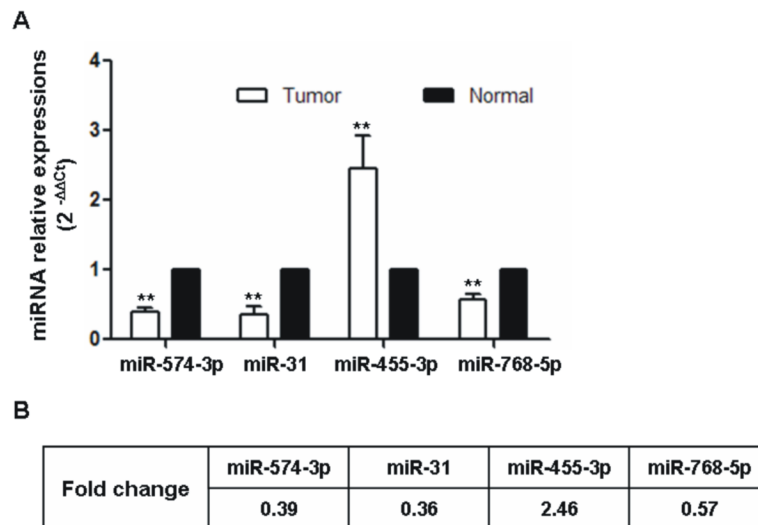 A
miRNA relative expressions
(2 -ΔΔCt)
4
3
2
1
0
Tumor
Normal
**
**
**
**
miR-574-3p
miR-31
miR-455-3p
miR-768-5p
B
Fold change
miR-574-3p miR-31 miR-455-3p miR-768-5p
0.39 0.36 2.46 0.57